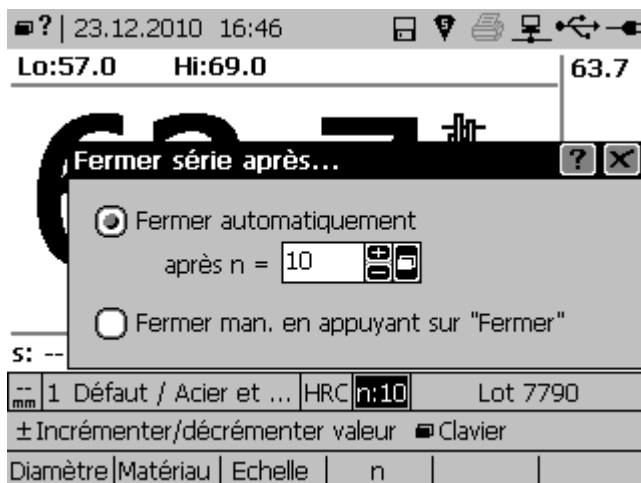 ? 23.12.2010 16:46
Lo:57.0 Hi:69.0 63.7
Fermer série après...
Fermer automatiquement
après n = 10
Fermer man. en appuyant sur "Fermer"
s: --
-- mm 1 Défaut / Acier et ... HRC n:10 Lot 7790
± Incrémenter/décrémenter valeur Clavier
Diamètre Matériau Echelle n